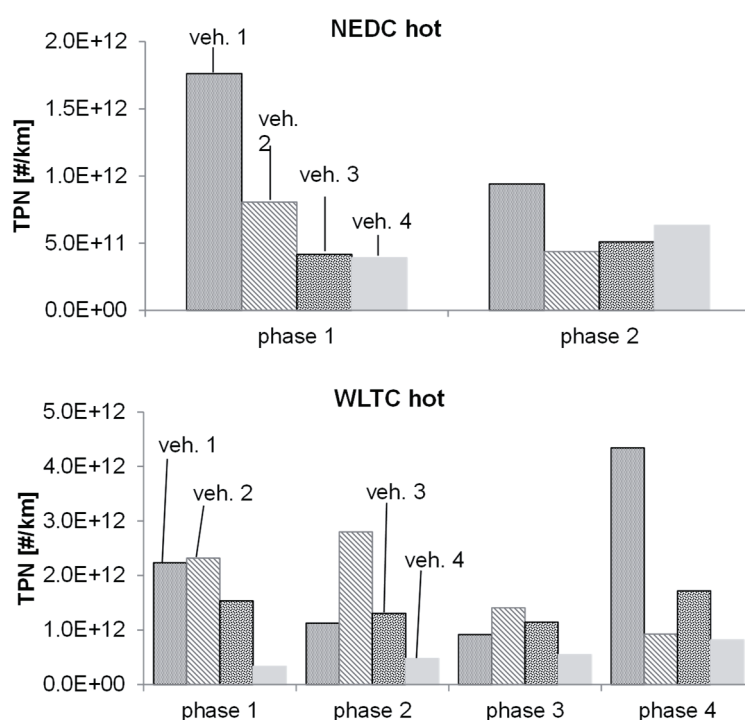 NEDC hot
TPN [#/km]
2.0E+12
1.5E+12
1.0E+12
5.0E+11
0.0E+00
veh. 1
veh.
2
veh. 3
veh. 4
phase 1
phase 2
WLTC hot
TPN [#/km]
5.0E+12
4.0E+12
3.0E+12
2.0E+12
1.0E+12
0.0E+00
veh. 1
veh. 2
veh. 3
veh. 4
phase 1
phase 2
phase 3
phase 4